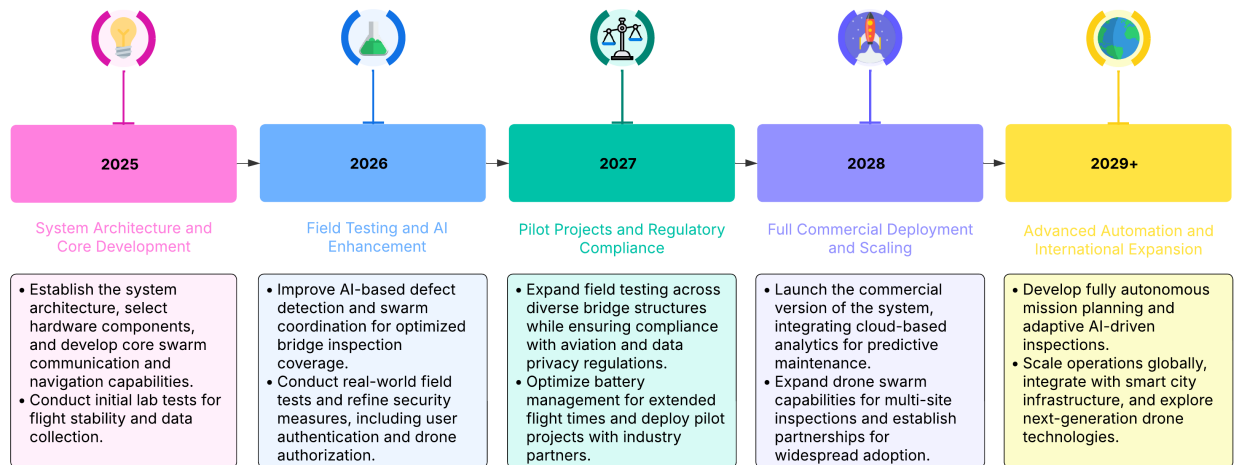 2025
2026
2027
2028
2029+
System Architecture and
Core Development
Field Testing and AI
Enhancement
Pilot Projects and Regulatory
Compliance
Full Commercial Deployment
and Scaling
Advanced Automation and
International Expansion
• Establish the system
architecture, select
hardware components,
and develop core swarm
communication and
navigation capabilities.
• Conduct initial lab tests for
flight stability and data
collection.
• Improve AI-based defect
detection and swarm
coordination for optimized
bridge inspection
coverage.
• Conduct real-world field
tests and refine security
measures, including user
authentication and drone
authorization.
• Expand field testing across
diverse bridge structures
while ensuring compliance
with aviation and data
privacy regulations.
• Optimize battery
management for extended
flight times and deploy pilot
projects with industry
partners.
• Launch the commercial
version of the system,
integrating cloud-based
analytics for predictive
maintenance.
• Expand drone swarm
capabilities for multi-site
inspections and establish
partnerships for
widespread adoption.
• Develop fully autonomous
mission planning and
adaptive AI-driven
inspections.
• Scale operations globally,
integrate with smart city
infrastructure, and explore
next-generation drone
technologies.